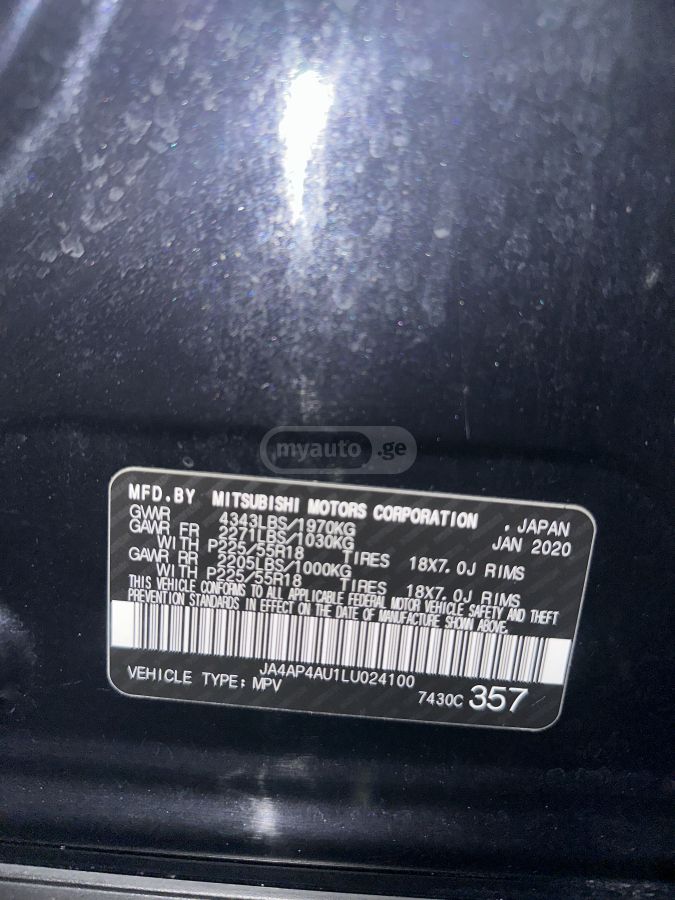 myauto.ge
MFD.BY MITSUBISHI MOTORS CORPORATION , JAPAN
GVWR 4343LBS/1970KG JAN 2020
GAWR FR 2271LBS/1030KG
WITH P225/55R18 TIRES 18X7.0J RIMS
GAWR RR 2205LBS/1000KG
WITH P225/55R18 TIRES 18X7.0J RIMS
THIS VEHICLE CONFORMS TO ALL APPLICABLE FEDERAL MOTOR VEHICLE SAFETY AND THEFT
PREVENTION STANDARDS IN EFFECT ON THE DATE OF MANUFACTURE SHOWN ABOVE.
JA4AP4AU1LU024100
VEHICLE TYPE: MPV 7430C 357